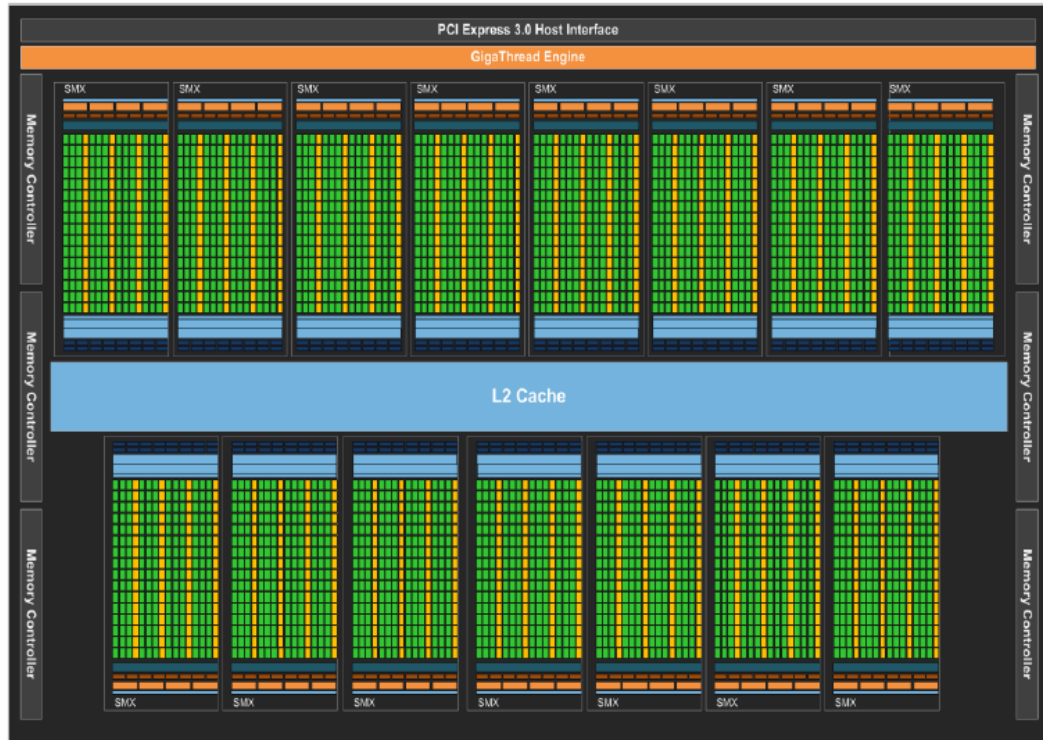 PCI Express 3.0 Host Interface
GigaThread Engine
SMX
SMX
SMX
SMX
SMX
SMX
SMX
SMX
Memory Controller
Memory Controller
Memory Controller
Memory Controller
L2 Cache
Memory Controller
Memory Controller
SMX
SMX
SMX
SMX
SMX
SMX
SMX